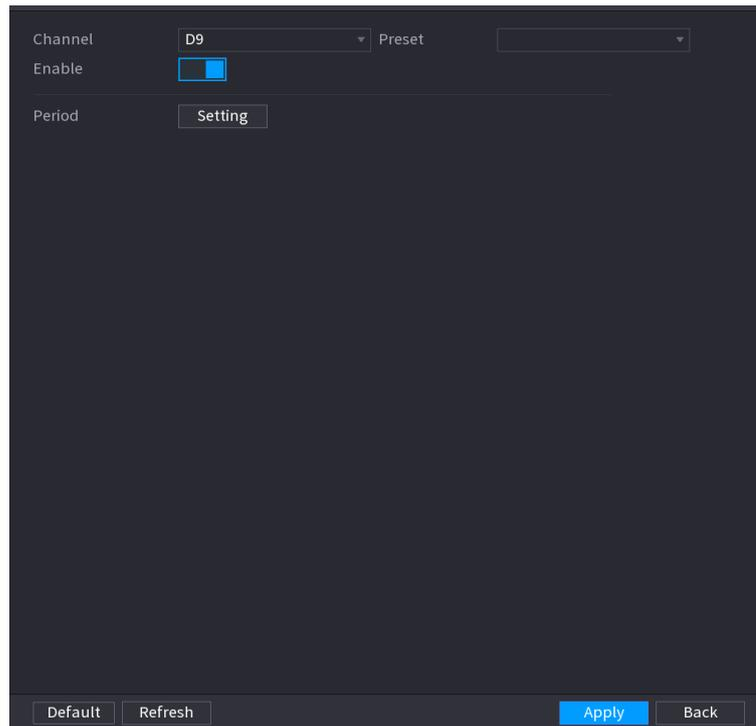 Channel D9 Preset
Enable
Period Setting
Default Refresh Apply Back